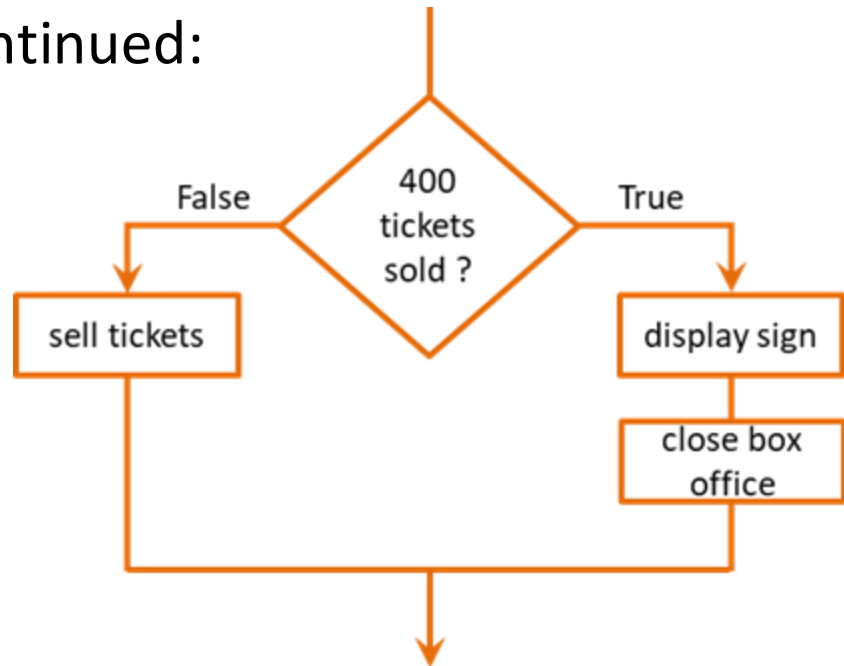 ntinued:
400
tickets
sold ?
False
True
sell tickets
display sign
close box
office